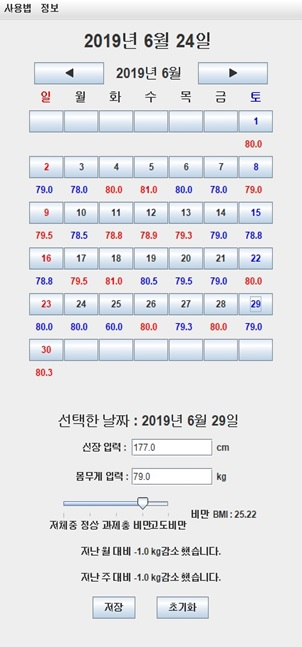 사용법 정보
2019년 6월 24일
◀ 2019년 6월 ▶
일 월 화 수 목 금 토
1
80.0
2 3 4 5 6 7 8
79.0 78.0 80.0 81.0 80.0 78.0 79.0
9 10 11 12 13 14 15
79.5 78.5 78.8 78.9 79.3 79.0 78.8
16 17 18 19 20 21 22
78.8 79.5 81.0 80.5 79.5 79.0 80.0
23 24 25 26 27 28 29
80.0 80.0 60.0 80.0 79.3 80.0 79.0
30
80.3
선택한 날짜 : 2019년 6월 29일
신장 입력 : 177.0 cm
몸무게 입력 : 79.0 kg
저체중 정상 과체중 비만고도비만 비만 BMI : 25.22
지난 월 대비 -1.0 kg감소 했습니다.
지난 주 대비 -1.0 kg감소 했습니다.
저장 초기화